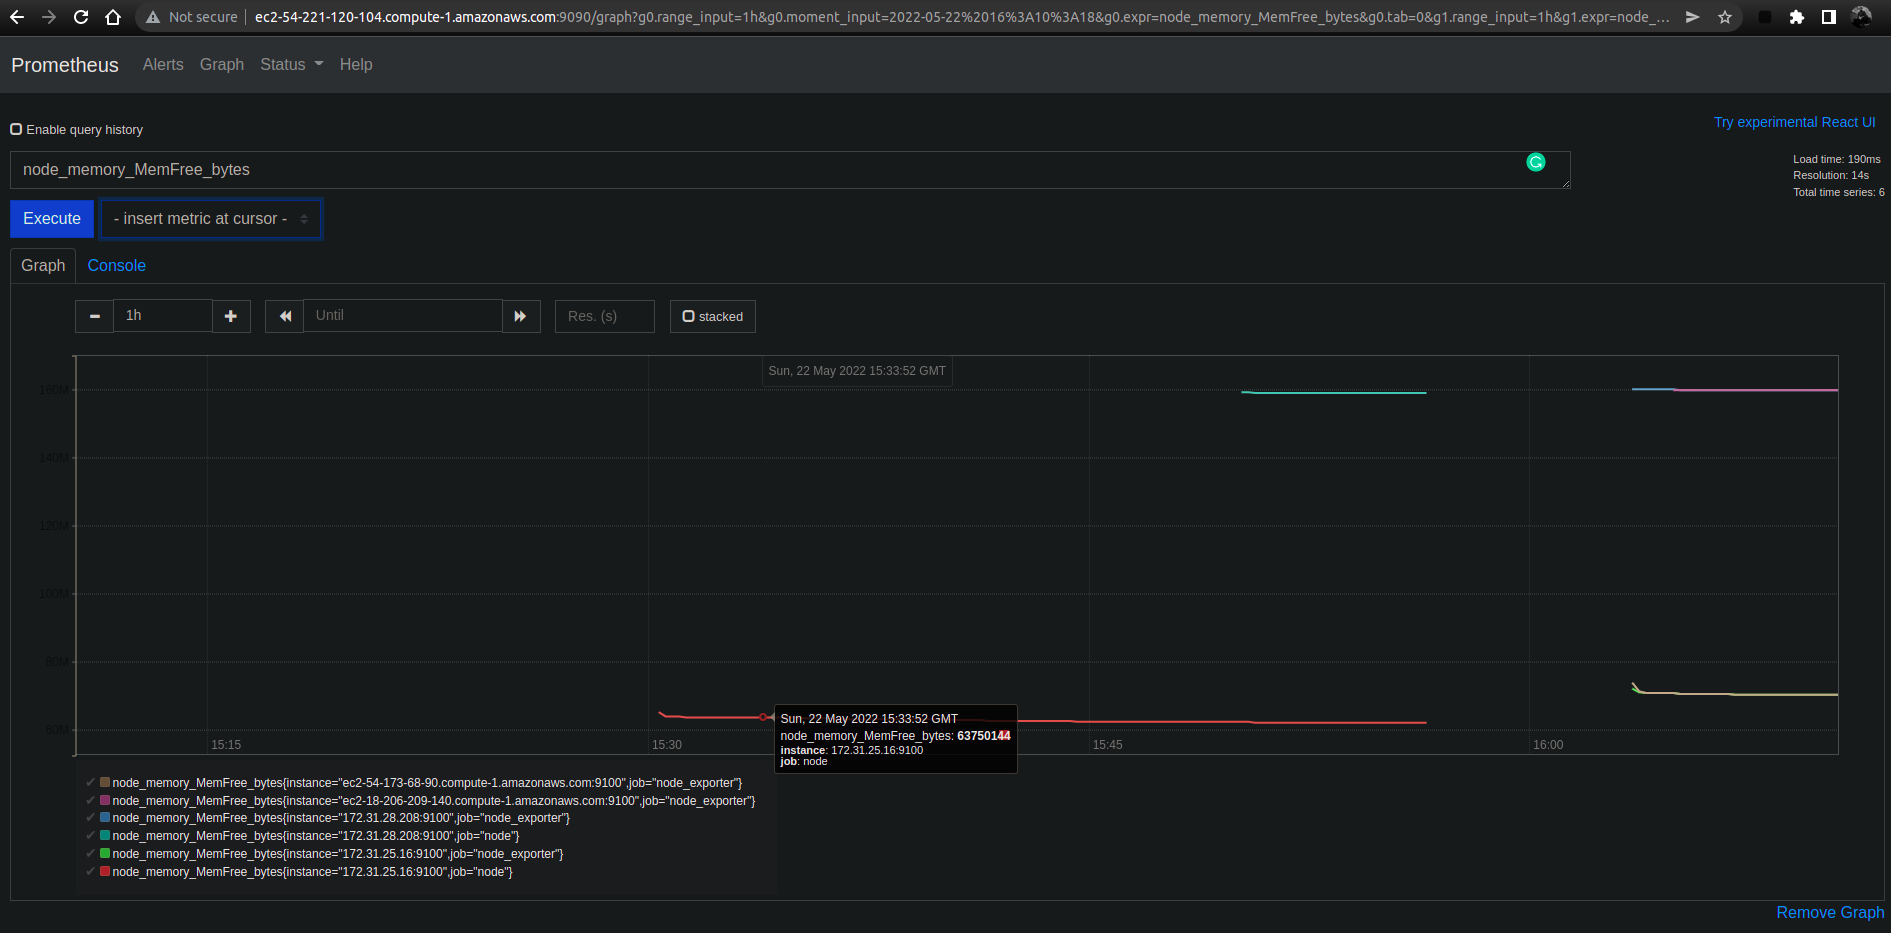 Not secure | ec2-54-221-120-104.compute-1.amazonaws.com:9090/graph?g0.range_input=1h&g0.moment_input=2022-05-22%2016%3A10%3A18&g0.expr=node_memory_MemFree_bytes&g0.tab=0&g1.range_input=1h&g1.expr=node_...
Prometheus Alerts Graph Status Help
Enable query history
Try experimental React UI
node_memory_MemFree_bytes
Load time: 190ms
Resolution: 14s
Total time series: 6
Execute - insert metric at cursor -
Graph Console
1h Until Res. (s) stacked
Sun, 22 May 2022 15:33:52 GMT
160M
140M
120M
100M
80M
60M
Sun, 22 May 2022 15:33:52 GMT
node_memory_MemFree_bytes: 63750144
instance: 172.31.25.16:9100
job: node
15:15 15:30 15:45 16:00
node_memory_MemFree_bytes{instance="ec2-54-173-68-90.compute-1.amazonaws.com:9100",job="node_exporter"}
node_memory_MemFree_bytes{instance="ec2-18-206-209-140.compute-1.amazonaws.com:9100",job="node_exporter"}
node_memory_MemFree_bytes{instance="172.31.28.208:9100",job="node_exporter"}
node_memory_MemFree_bytes{instance="172.31.28.208:9100",job="node"}
node_memory_MemFree_bytes{instance="172.31.25.16:9100",job="node_exporter"}
node_memory_MemFree_bytes{instance="172.31.25.16:9100",job="node"}
Remove Graph